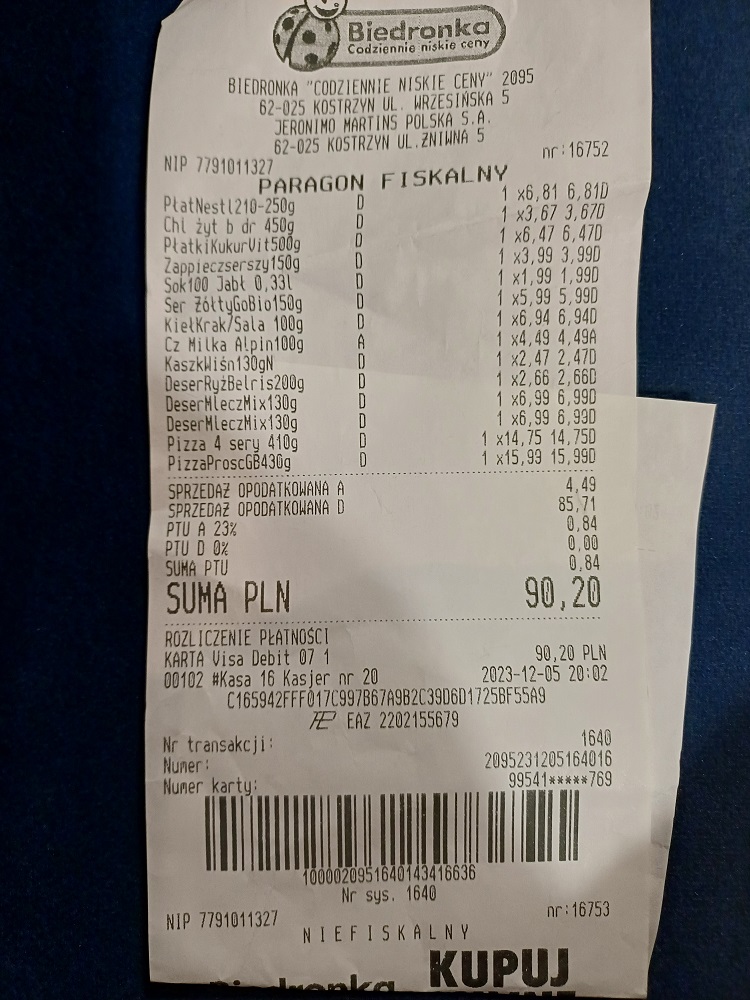 Biedronka
Codziennie niskie ceny
BIEDRONKA "CODZIENNIE NISKIE CENY" 2095
62-025 KOSTRZYN UL. WRZESIŃSKA 5
JERONIMO MARTINS POLSKA S.A.
62-025 KOSTRZYN UL.ŻNIWNA 5
NIP 7791011327 nr:16752
PARAGON FISKALNY
PłatNestl210-250g D 1 x6,81 6,81D
Chl żyt b dr 450g D 1 x3,67 3,67D
PłatkiKukurVit500g D 1 x6,47 6,47D
Zappieczserszy150g D 1 x3,99 3,99D
Sok100 Jabł 0,33l D 1 x1,99 1,99D
Ser ŻółtyGoBio150g D 1 x5,99 5,99D
KiełKrak/Sala 100g D 1 x6,94 6,94D
Cz Milka Alpin100g A 1 x4,49 4,49A
KaszkWiśn130gN D 1 x2,47 2,47D
DeserRyżBelris200g D 1 x2,66 2,66D
DeserMleczMix130g D 1 x6,99 6,99D
DeserMleczMix130g D 1 x6,99 6,99D
Pizza 4 sery 410g D 1 x14,75 14,75D
PizzaProscGB430g D 1 x15,99 15,99D
SPRZEDAŻ OPODATKOWANA A 4,49
SPRZEDAŻ OPODATKOWANA D 85,71
PTU A 23% 0,84
PTU D 0% 0,00
SUMA PTU 0,84
SUMA PLN 90,20
ROZLICZENIE PŁATNOŚCI
KARTA Visa Debit 07 1 90,20 PLN
00102 #Kasa 16 Kasjer nr 20 2023-12-05 20:02
C165942FFF017C997B67A9B2C39D6D1725BF55A9
EAZ 2202155679
Nr transakcji: 1640
Numer: 2095231205164016
Numer karty: 99541*****769
1000020951640143416636
Nr sys. 1640
NIP 7791011327 nr:16753
NIEFISKALNY
Biedronka KUPUJ